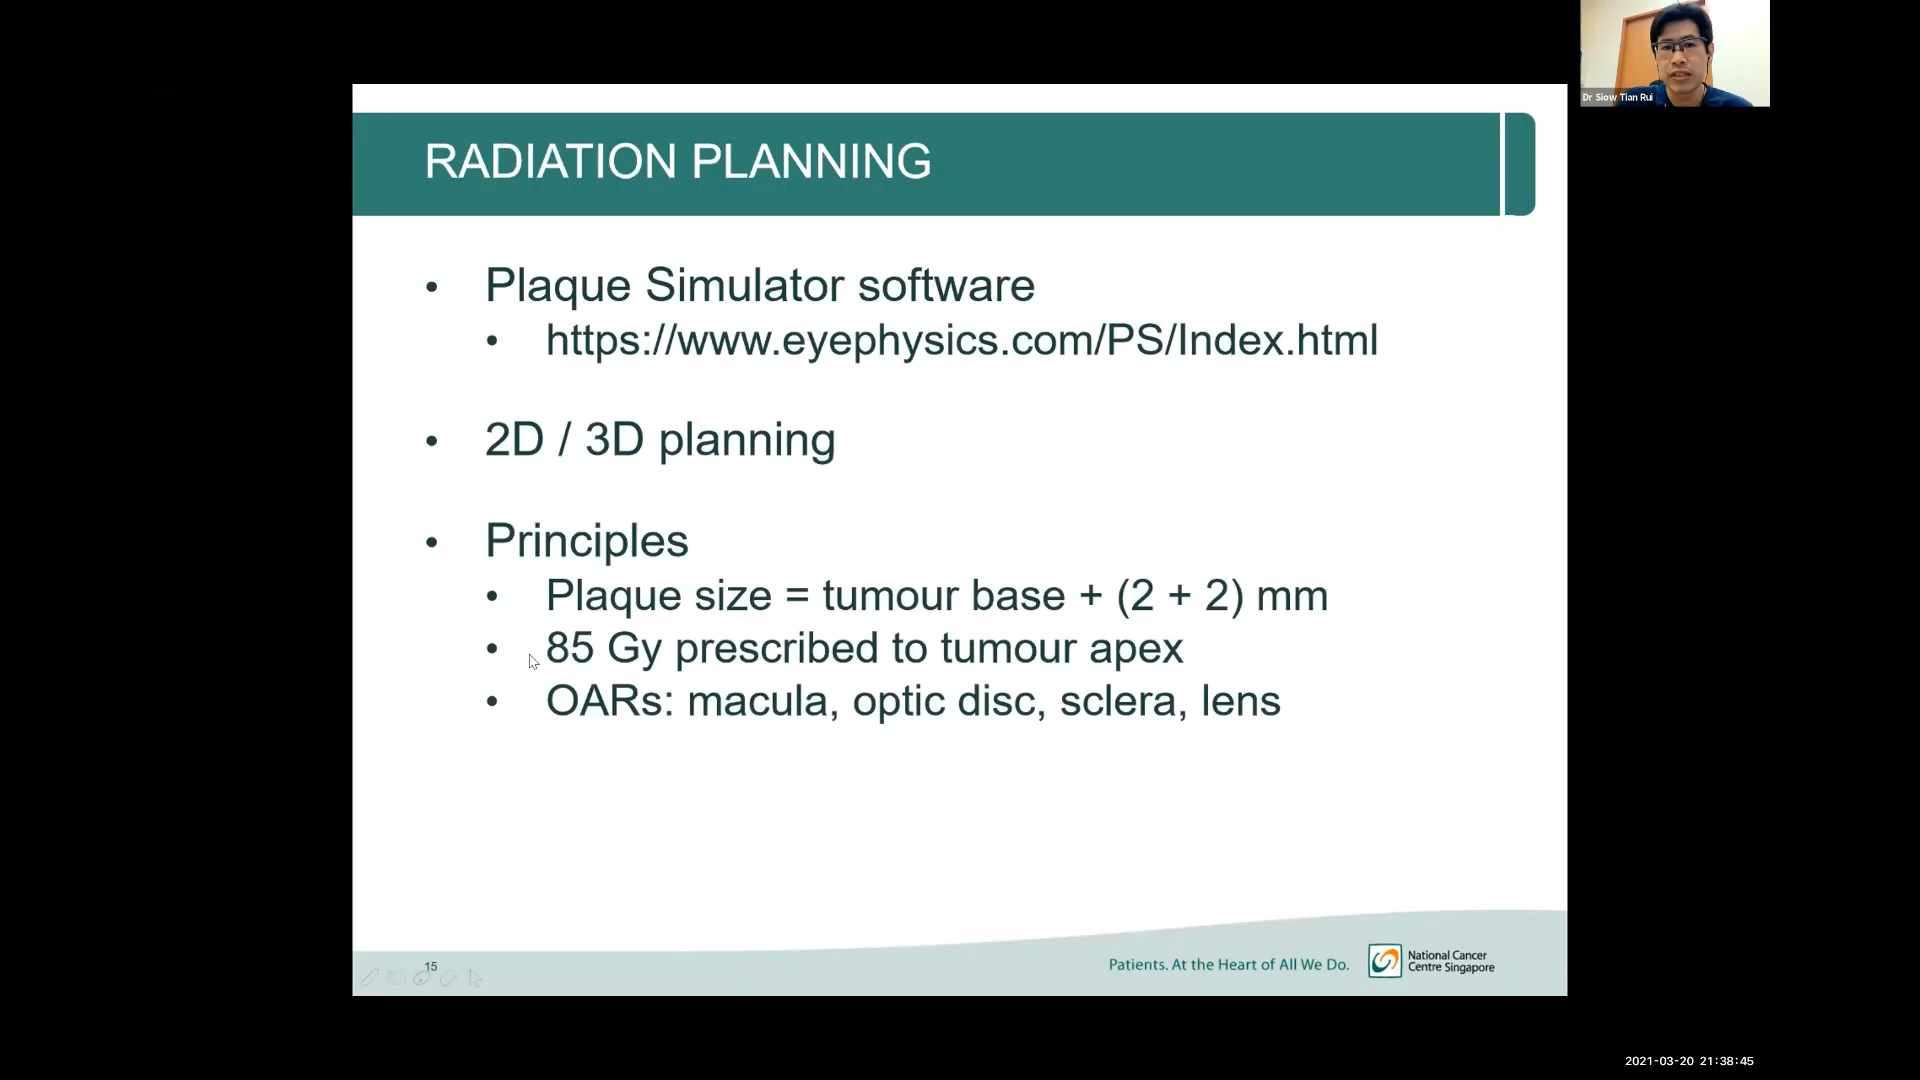 Dr Siow Tian Rui
RADIATION PLANNING
• Plaque Simulator software
• https://www.eyephysics.com/PS/Index.html
• 2D / 3D planning
• Principles
• Plaque size = tumour base + (2 + 2) mm
• 85 Gy prescribed to tumour apex
• OARs: macula, optic disc, sclera, lens
15
Patients. At the Heart of All We Do.
National Cancer
Centre Singapore
2021-03-20 21:38:45